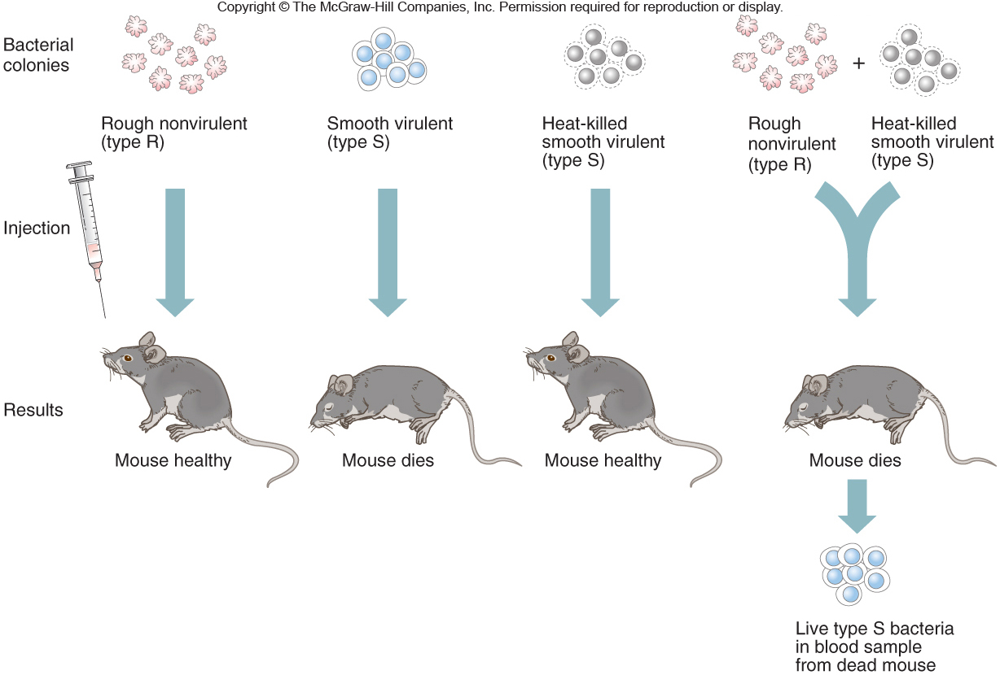 Copyright © The McGraw-Hill Companies, Inc. Permission required for reproduction or display.
Bacterial
colonies
+
Rough nonvirulent
(type R)
Smooth virulent
(type S)
Heat-killed
smooth virulent
(type S)
Rough
nonvirulent
(type R)
Heat-killed
smooth virulent
(type S)
Injection
Results
Mouse healthy
Mouse dies
Mouse healthy
Mouse dies
Live type S bacteria
in blood sample
from dead mouse